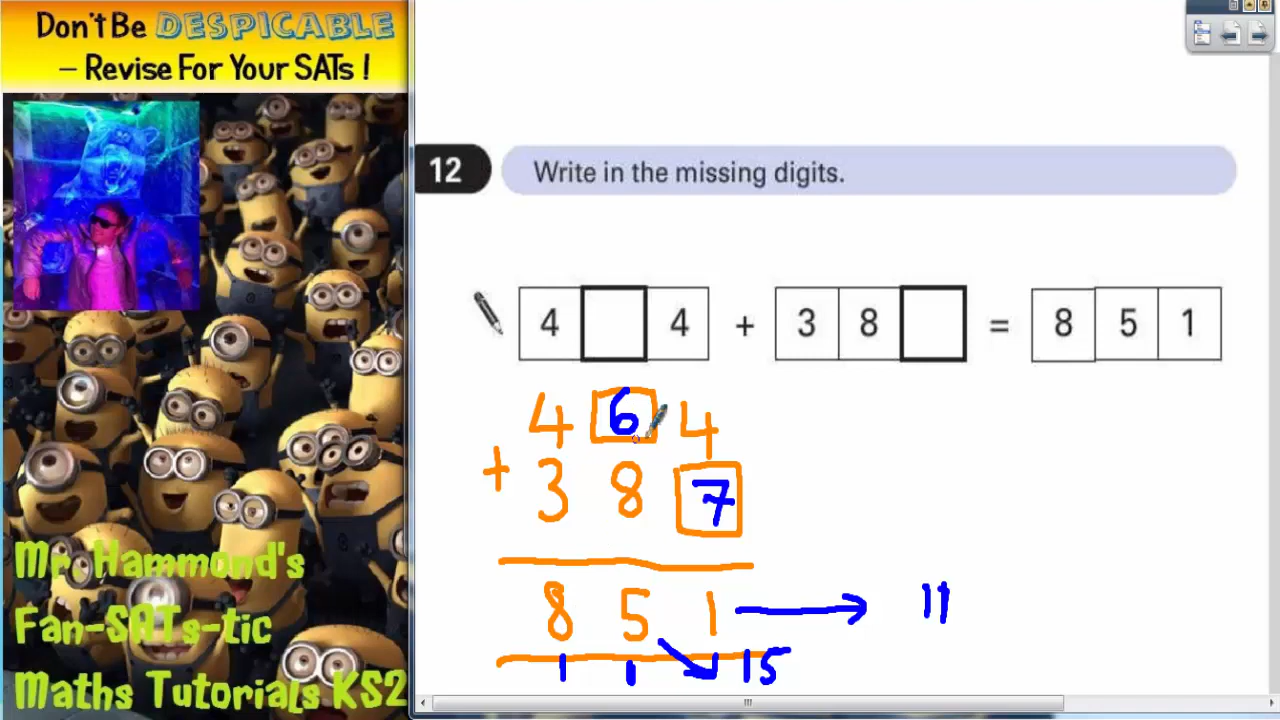 Don't Be DESPICABLE
– Revise For Your SATs !
12 Write in the missing digits.
4 4 + 3 8 = 8 5 1
4 6 4
+ 3 8 7
8 5 1 → 11
1 1 15
Mr. Hammond's
Fan-SATs-tic
Maths Tutorials KS2